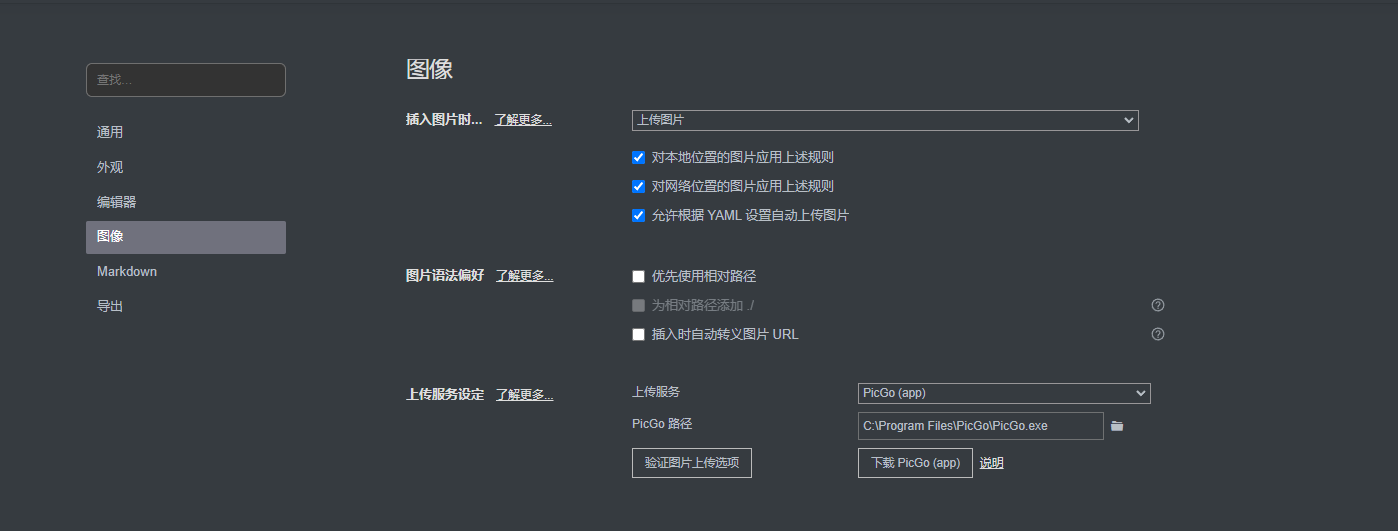 图像
查找...
插入图片时... 了解更多... 上传图片
通用
对本地位置的图片应用上述规则
外观
对网络位置的图片应用上述规则
编辑器
允许根据 YAML 设置自动上传图片
图像
Markdown
图片语法偏好 了解更多... 优先使用相对路径
导出
为相对路径添加 ./
插入时自动转义图片 URL
上传服务设定 了解更多... 上传服务 PicGo (app)
PicGo 路径 C:\Program Files\PicGo\PicGo.exe
验证图片上传选项 下载 PicGo (app) 说明